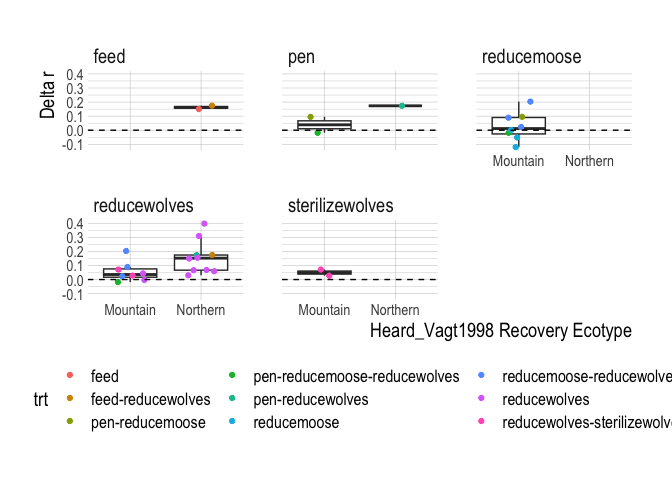 feed pen reducemoose
Delta r
0.4
0.3
0.2
0.1
0.0
-0.1
Mountain Northern
reducewolves sterilizewolves
0.4
0.3
0.2
0.1
0.0
-0.1
Mountain Northern Mountain Northern
Heard_Vagt1998 Recovery Ecotype
feed pen-reducemoose-reducewolves reducemoose-reducewolve
trt feed-reducewolves pen-reducewolves reducewolves
pen-reducemoose reducemoose reducewolves-sterilizewolv